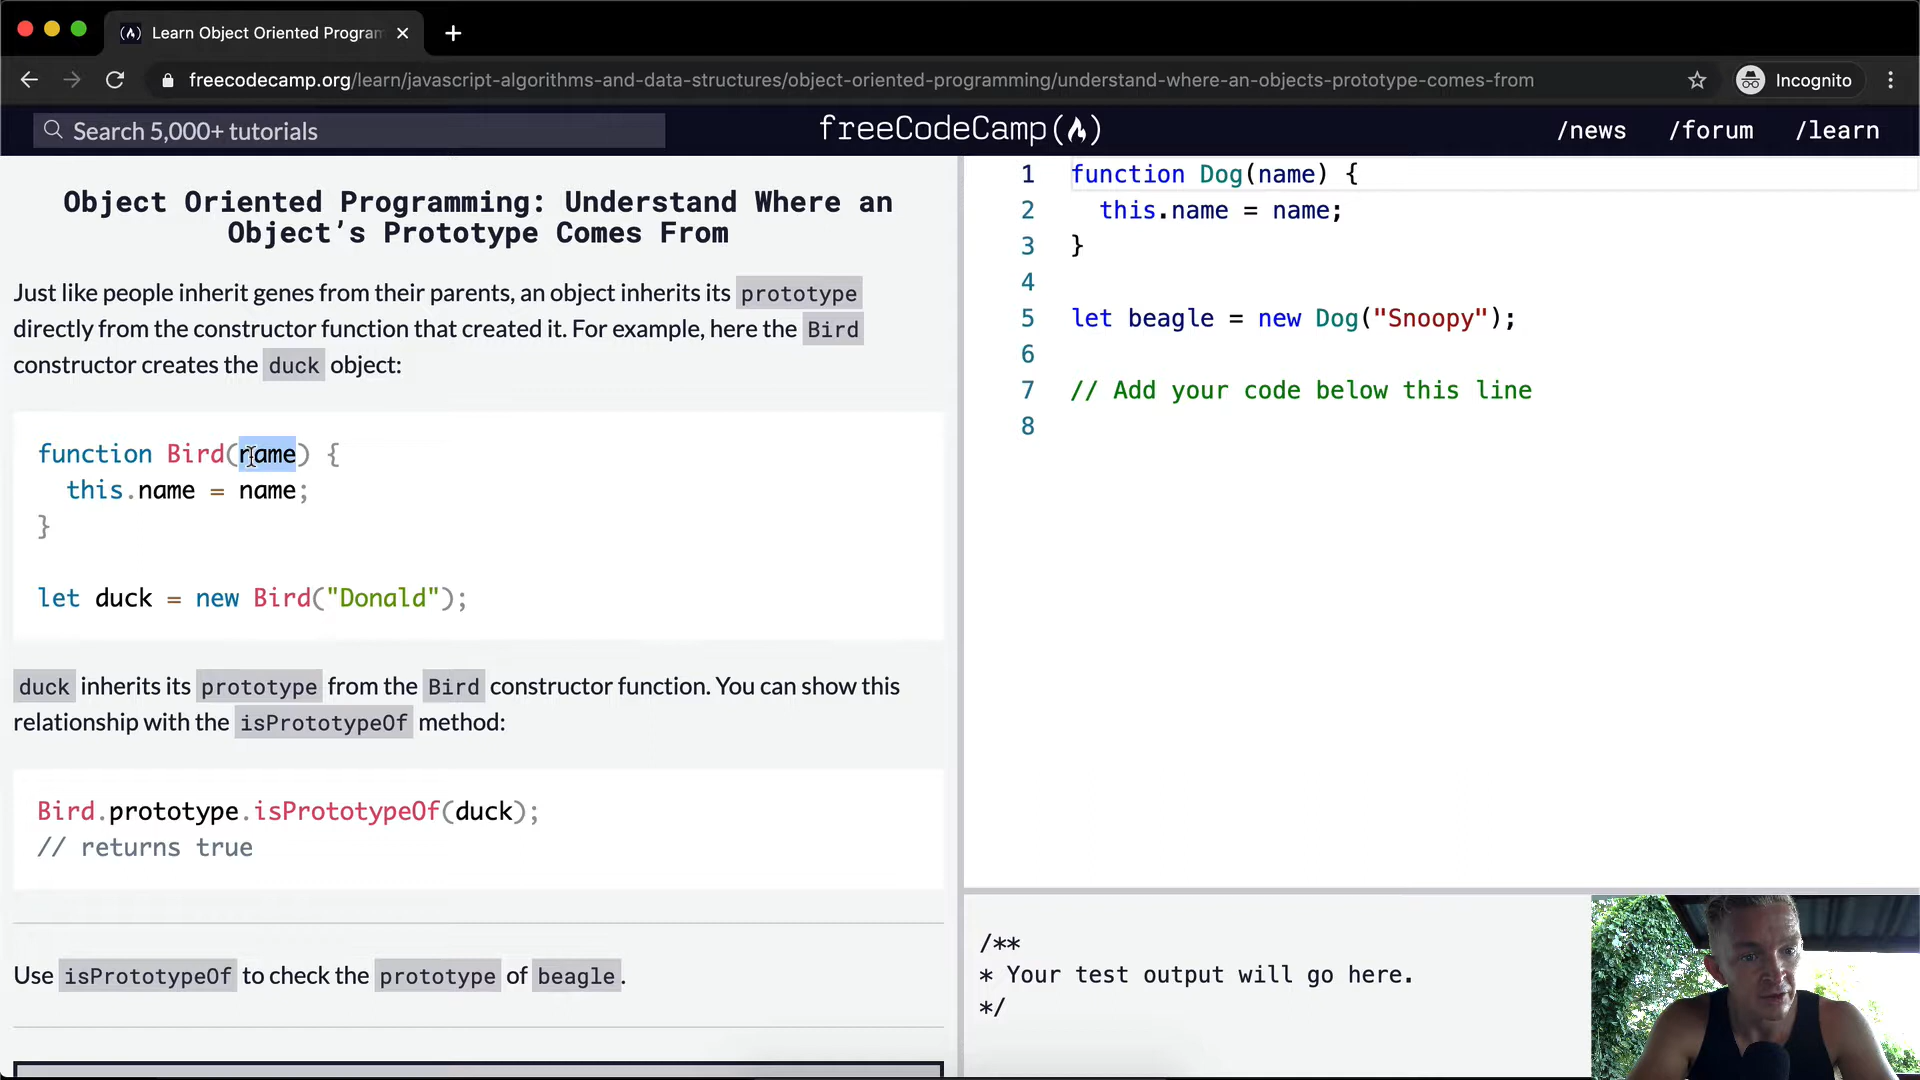 Learn Object Oriented Program
freecodecamp.org/learn/javascript-algorithms-and-data-structures/object-oriented-programming/understand-where-an-objects-prototype-comes-from
Incognito
Search 5,000+ tutorials
freeCodeCamp
/news /forum /learn
Object Oriented Programming: Understand Where an
Object’s Prototype Comes From
Just like people inherit genes from their parents, an object inherits its prototype
directly from the constructor function that created it. For example, here the Bird
constructor creates the duck object:
function Bird(name) {
this.name = name;
}
let duck = new Bird("Donald");
duck inherits its prototype from the Bird constructor function. You can show this
relationship with the isPrototypeOf method:
Bird.prototype.isPrototypeOf(duck);
// returns true
Use isPrototypeOf to check the prototype of beagle.
1 function Dog(name) {
2 this.name = name;
3 }
4
5 let beagle = new Dog("Snoopy");
6
7 // Add your code below this line
8
/**
* Your test output will go here.
*/